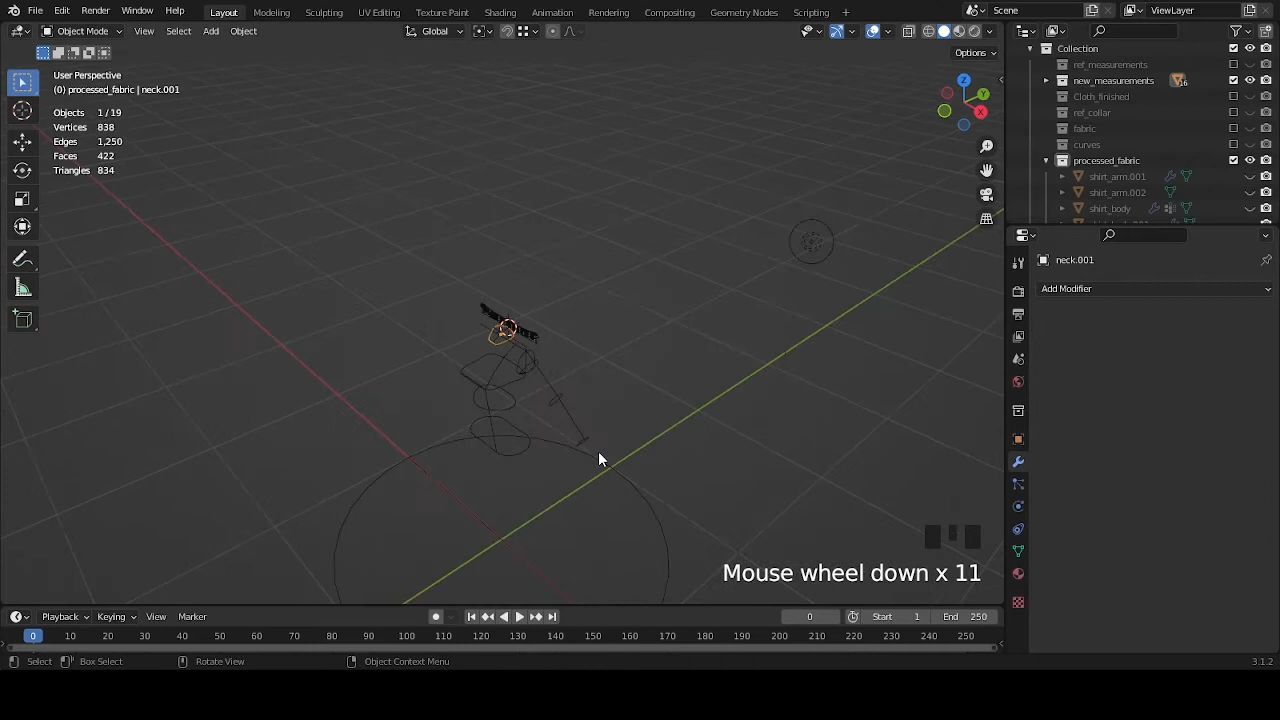 File Edit Render Window Help Layout Modeling Sculpting UV Editing Texture Paint Shading Animation Rendering Compositing Geometry Nodes Scripting + Scene ViewLayer
Object Mode View Select Add Object Global
Options
User Perspective
(0) processed_fabric | neck.001
Objects 1/19
Vertices 838
Edges 1,250
Faces 422
Triangles 834
Z
Y
X
Collection
ref_measurements
new_measurements 16
Cloth_finished
ref_collar
fabric
curves
processed_fabric
shirt_arm.001
shirt_arm.002
shirt_body
neck.001
Add Modifier
Mouse wheel down x 11
Playback Keying View Marker 0 Start 1 End 250
0 10 20 30 40 50 60 70 80 90 100 110 120 130 140 150 160 170 180 190 200 210 220 230 240 250
Select Box Select Rotate View Object Context Menu 3.1.2